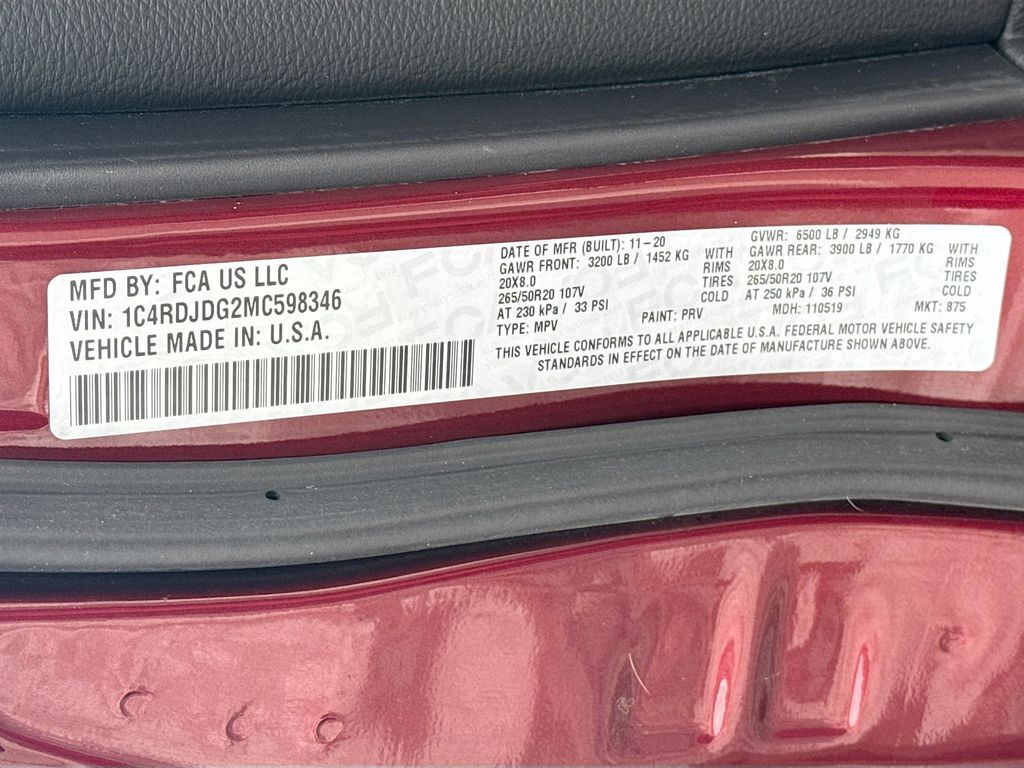 MFD BY: FCA US LLC
VIN: 1C4RDJDG2MC598346
VEHICLE MADE IN: U.S.A.
DATE OF MFR (BUILT): 11-20
GAWR FRONT: 3200 LB / 1452 KG WITH
20X8.0 RIMS
265/50R20 107V TIRES
AT 230 kPa / 33 PSI COLD
TYPE: MPV PAINT: PRV
GVWR: 6500 LB / 2949 KG
GAWR REAR: 3900 LB / 1770 KG WITH
20X8.0 RIMS
265/50R20 107V TIRES
AT 250 kPa / 36 PSI COLD
MDH: 110519 MKT: 875
THIS VEHICLE CONFORMS TO ALL APPLICABLE U.S.A. FEDERAL MOTOR VEHICLE SAFETY
STANDARDS IN EFFECT ON THE DATE OF MANUFACTURE SHOWN ABOVE.